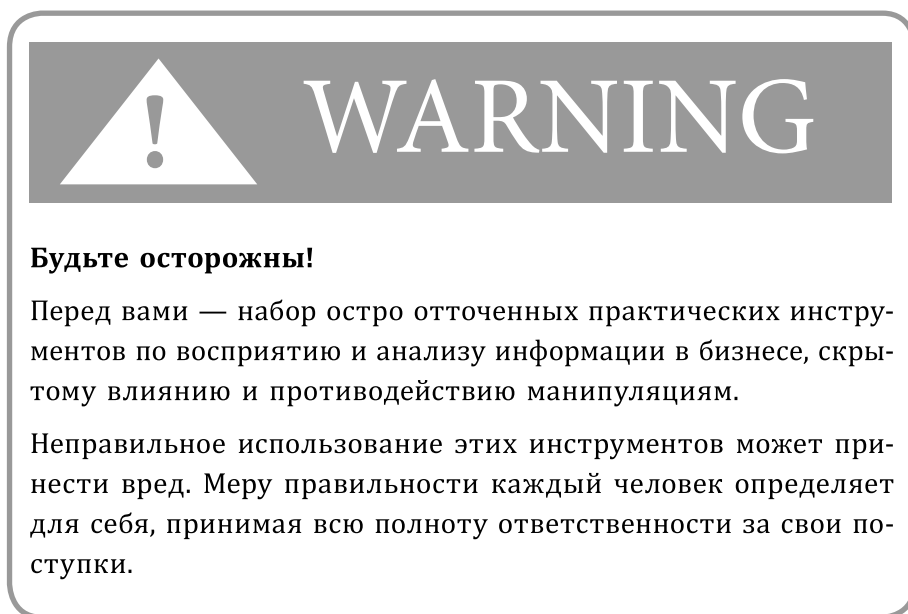 ! WARNING
Будьте осторожны!
Перед вами — набор остро отточенных практических инстру-
ментов по восприятию и анализу информации в бизнесе, скры-
тому влиянию и противодействию манипуляциям.
Неправильное использование этих инструментов может при-
нести вред. Меру правильности каждый человек определяет
для себя, принимая всю полноту ответственности за свои по-
ступки.